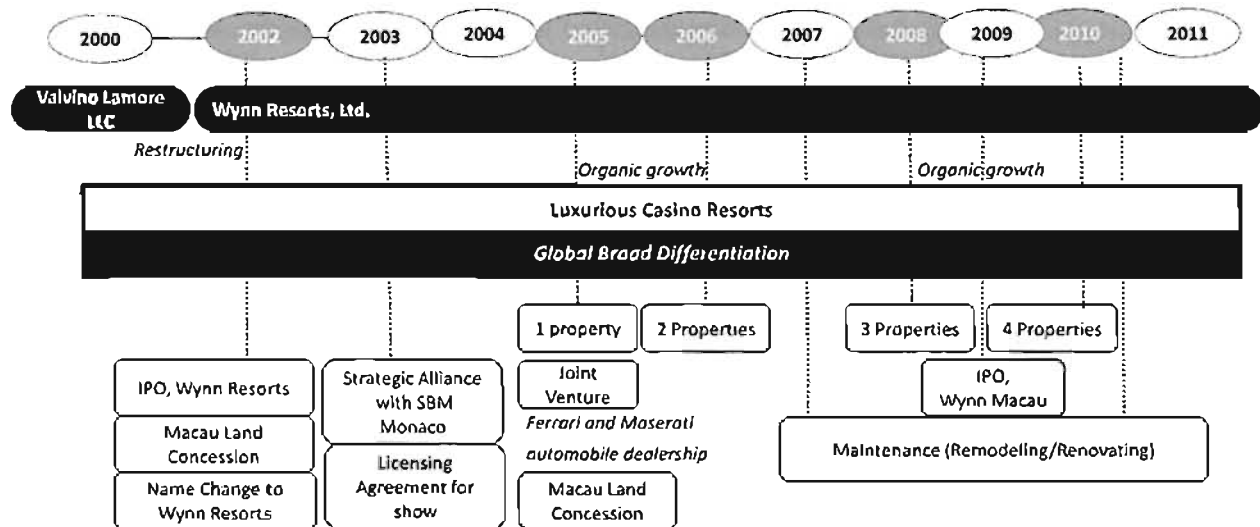 2000
2002
2003
2004
2005
2006
2007
2008
2009
2010
2011
Valvino Lamore
LLC
Wynn Resorts, Ltd.
Restructuring
Organic growth
Organic growth
Luxurious Casino Resorts
Global Broad Differentiation
1 property
2 Properties
3 Properties
4 Properties
IPO, Wynn Resorts
Macau Land
Concession
Name Change to
Wynn Resorts
Strategic Alliance
with SBM
Monaco
Licensing
Agreement for
show
Joint
Venture
Ferrari and Maserati
automobile dealership
Macau Land
Concession
IPO,
Wynn Macau
Maintenance (Remodeling/Renovating)